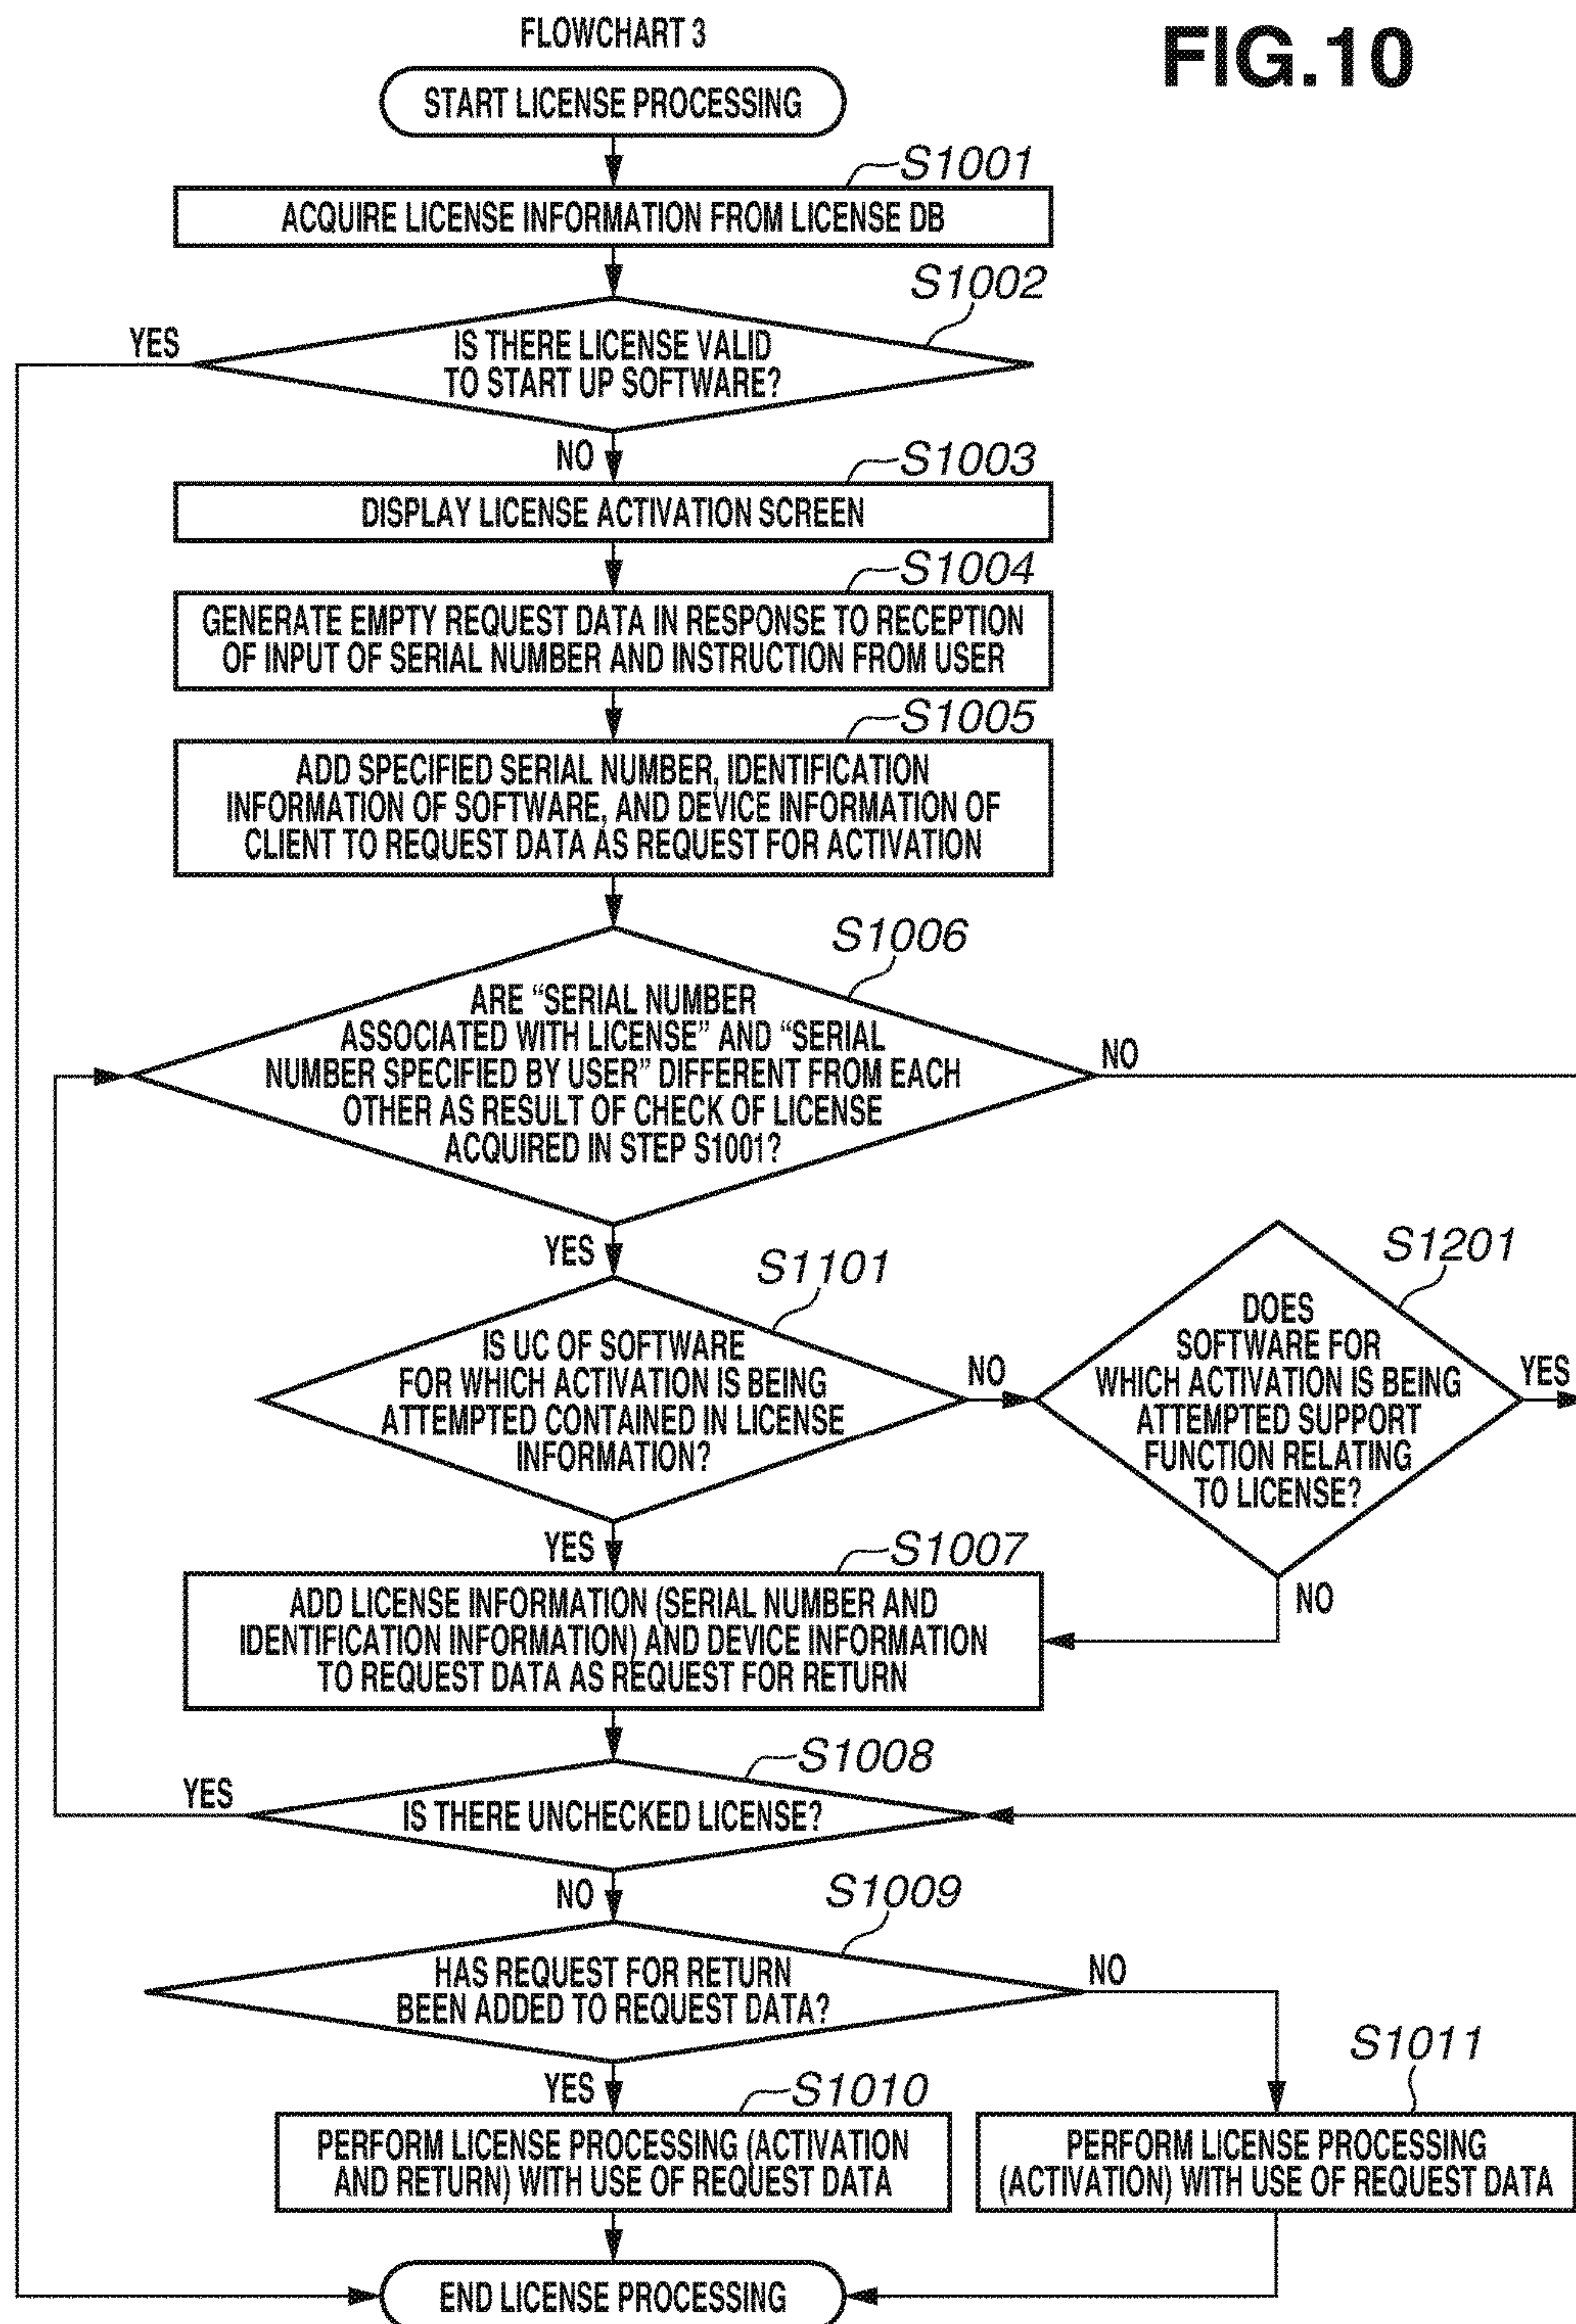 FLOWCHART 3
FIG.10
START LICENSE PROCESSING
S1001
ACQUIRE LICENSE INFORMATION FROM LICENSE DB
S1002
YES
IS THERE LICENSE VALID
TO START UP SOFTWARE?
NO
S1003
DISPLAY LICENSE ACTIVATION SCREEN
S1004
GENERATE EMPTY REQUEST DATA IN RESPONSE TO RECEPTION
OF INPUT OF SERIAL NUMBER AND INSTRUCTION FROM USER
S1005
ADD SPECIFIED SERIAL NUMBER, IDENTIFICATION
INFORMATION OF SOFTWARE, AND DEVICE INFORMATION OF
CLIENT TO REQUEST DATA AS REQUEST FOR ACTIVATION
S1006
ARE “SERIAL NUMBER
ASSOCIATED WITH LICENSE” AND “SERIAL
NUMBER SPECIFIED BY USER” DIFFERENT FROM EACH
OTHER AS RESULT OF CHECK OF LICENSE
ACQUIRED IN STEP S1001?
NO
YES
S1101
IS UC OF SOFTWARE
FOR WHICH ACTIVATION IS BEING
ATTEMPTED CONTAINED IN LICENSE
INFORMATION?
NO
S1201
DOES
SOFTWARE FOR
WHICH ACTIVATION IS BEING
ATTEMPTED SUPPORT
FUNCTION RELATING
TO LICENSE?
YES
NO
YES
S1007
ADD LICENSE INFORMATION (SERIAL NUMBER AND
IDENTIFICATION INFORMATION) AND DEVICE INFORMATION
TO REQUEST DATA AS REQUEST FOR RETURN
S1008
YES
IS THERE UNCHECKED LICENSE?
NO
S1009
HAS REQUEST FOR RETURN
BEEN ADDED TO REQUEST DATA?
NO
YES
S1010
PERFORM LICENSE PROCESSING (ACTIVATION
AND RETURN) WITH USE OF REQUEST DATA
S1011
PERFORM LICENSE PROCESSING
(ACTIVATION) WITH USE OF REQUEST DATA
END LICENSE PROCESSING